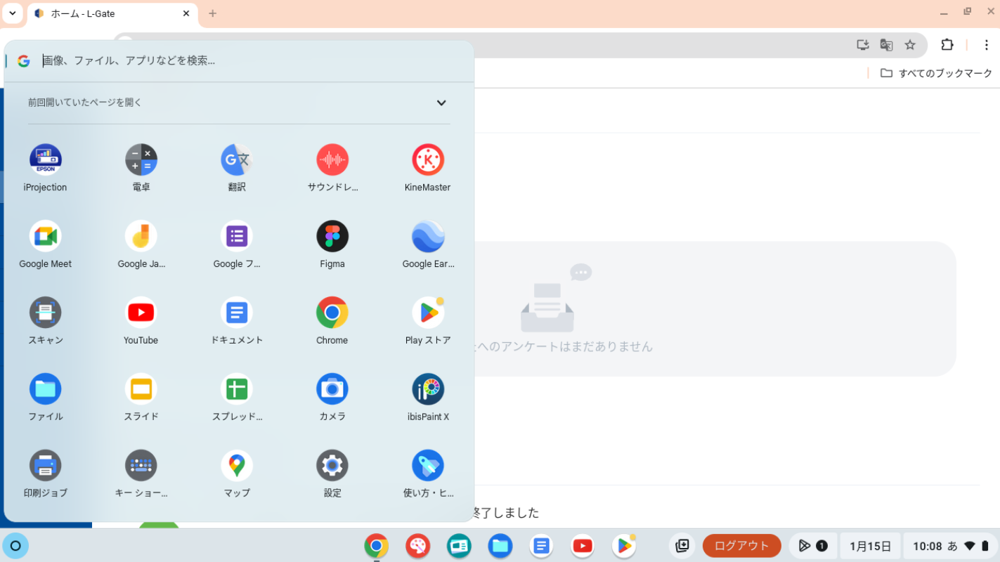 ホーム - L-Gate
すべてのブックマーク
画像、ファイル、アプリなどを検索...
前回開いていたページを開く
EPSON
iProjection
電卓
翻訳
サウンドレ...
KineMaster
Google Meet
Google Ja...
Google フ...
Figma
Google Ear...
スキャン
YouTube
ドキュメント
Chrome
Play ストア
ファイル
スライド
スプレッド...
カメラ
ibisPaint X
印刷ジョブ
キー ショー...
マップ
設定
使い方・ヒ...
へのアンケートはまだありません
終了しました
ログアウト
1
1月15日
10:08 あ